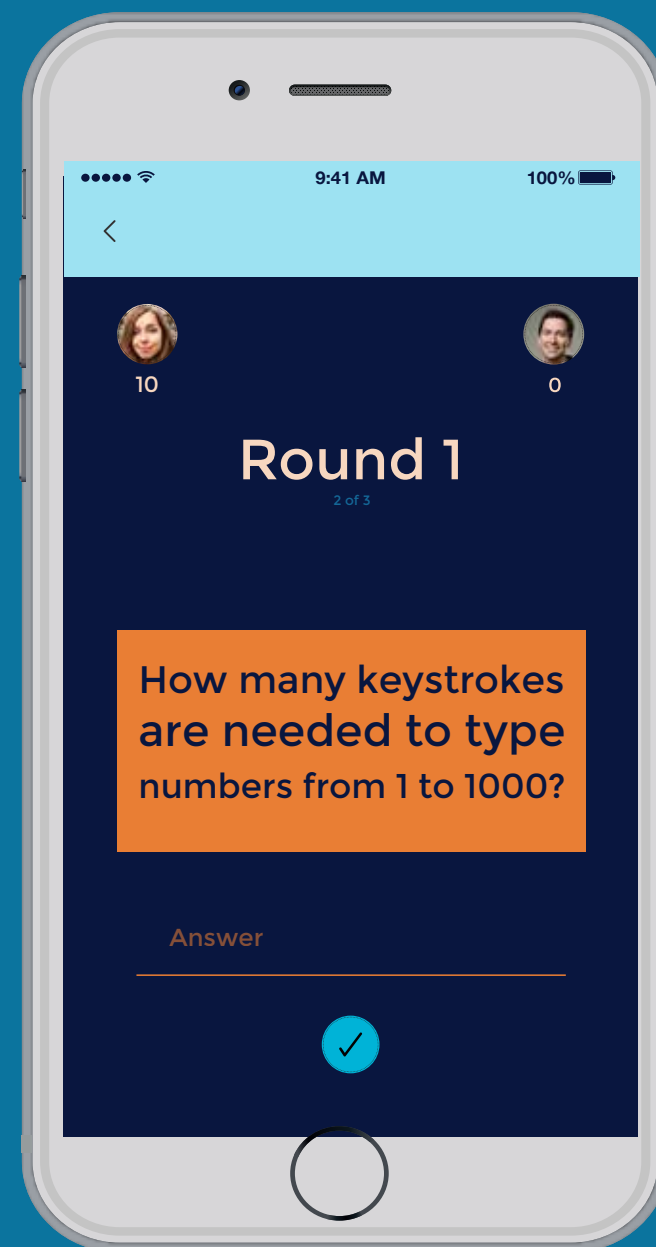 9:41 AM 100%
10 0
Round 1
2 of 3
How many keystrokes
are needed to type
numbers from 1 to 1000?
Answer